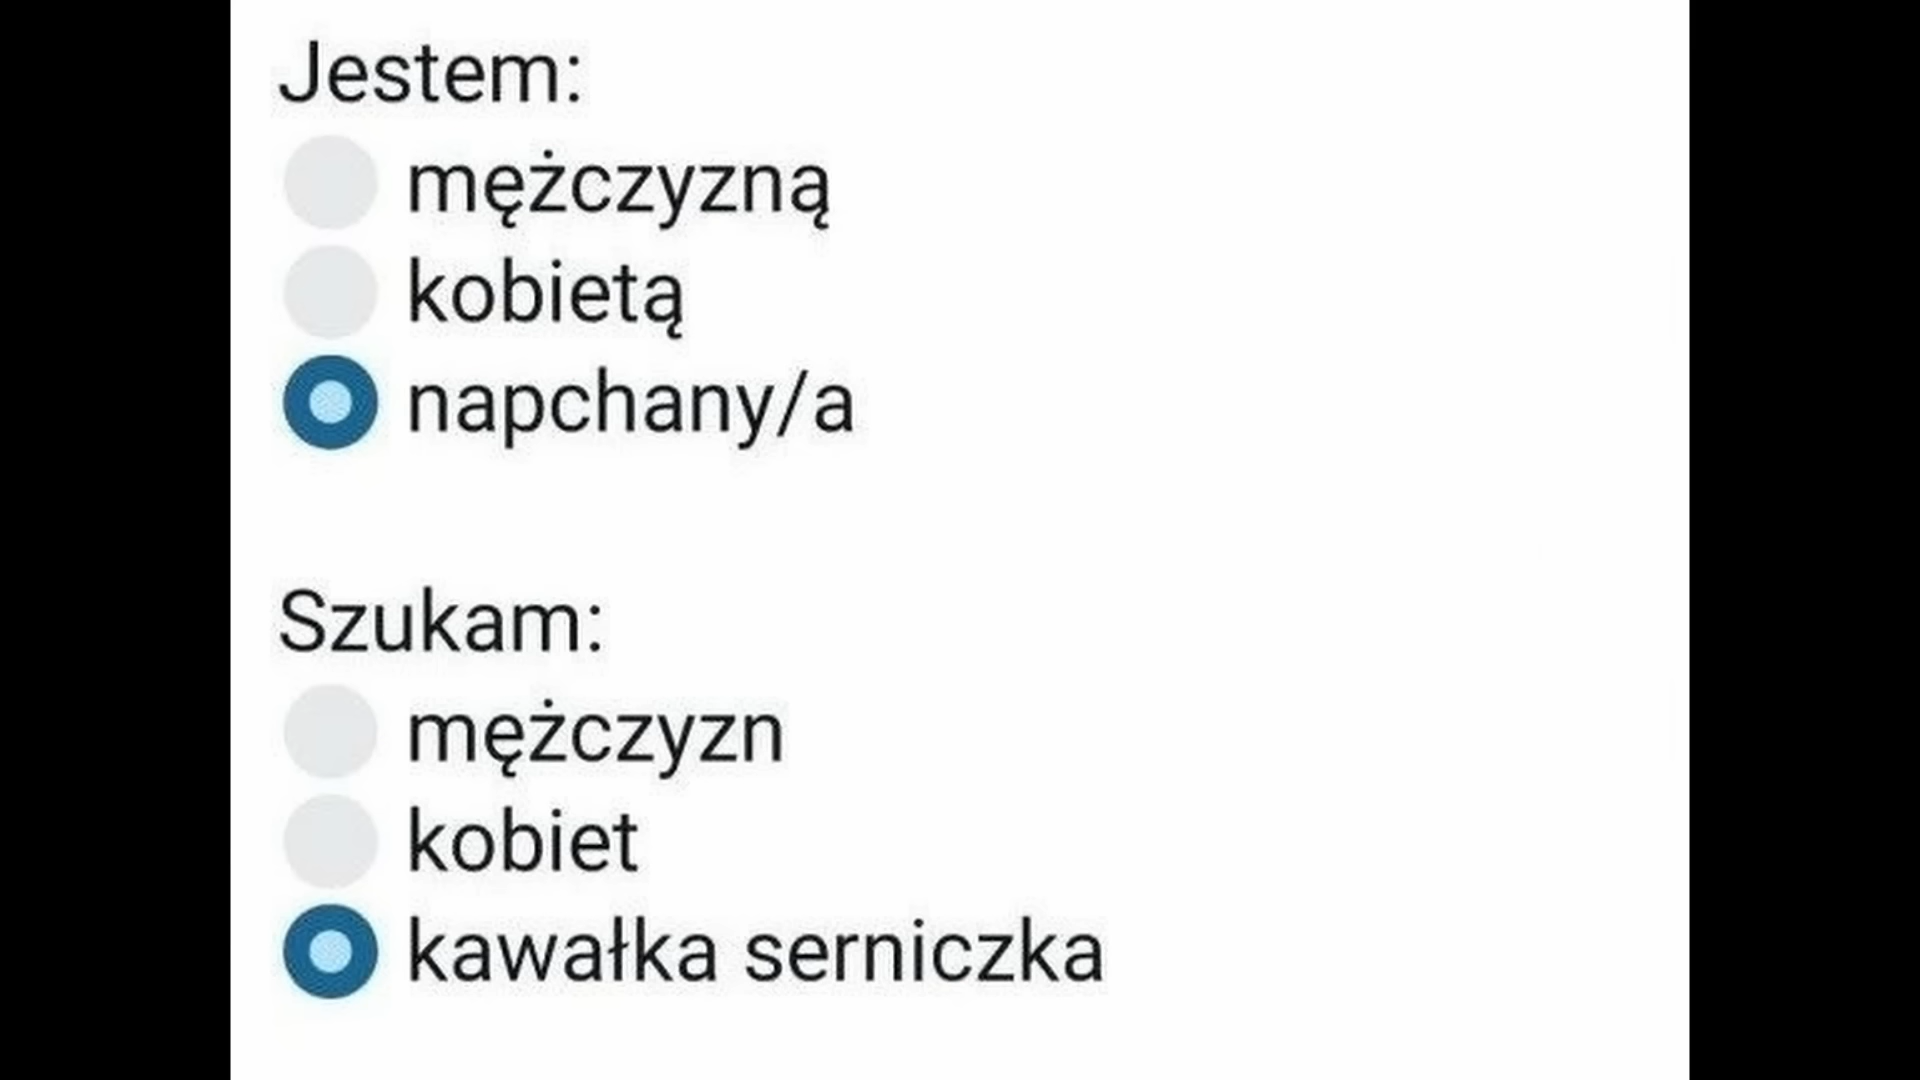 Jestem:
mężczyzną
kobietą
napchany/a
Szukam:
mężczyzn
kobiet
kawałka serniczka